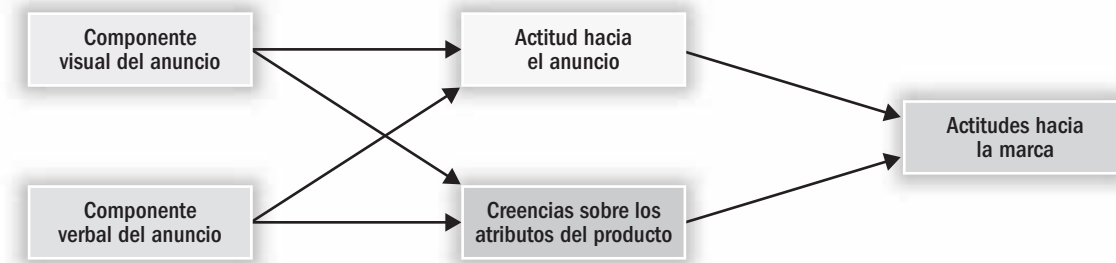 Componente
visual del anuncio
Actitud hacia
el anuncio
Actitudes hacia
la marca
Componente
verbal del anuncio
Creencias sobre los
atributos del producto